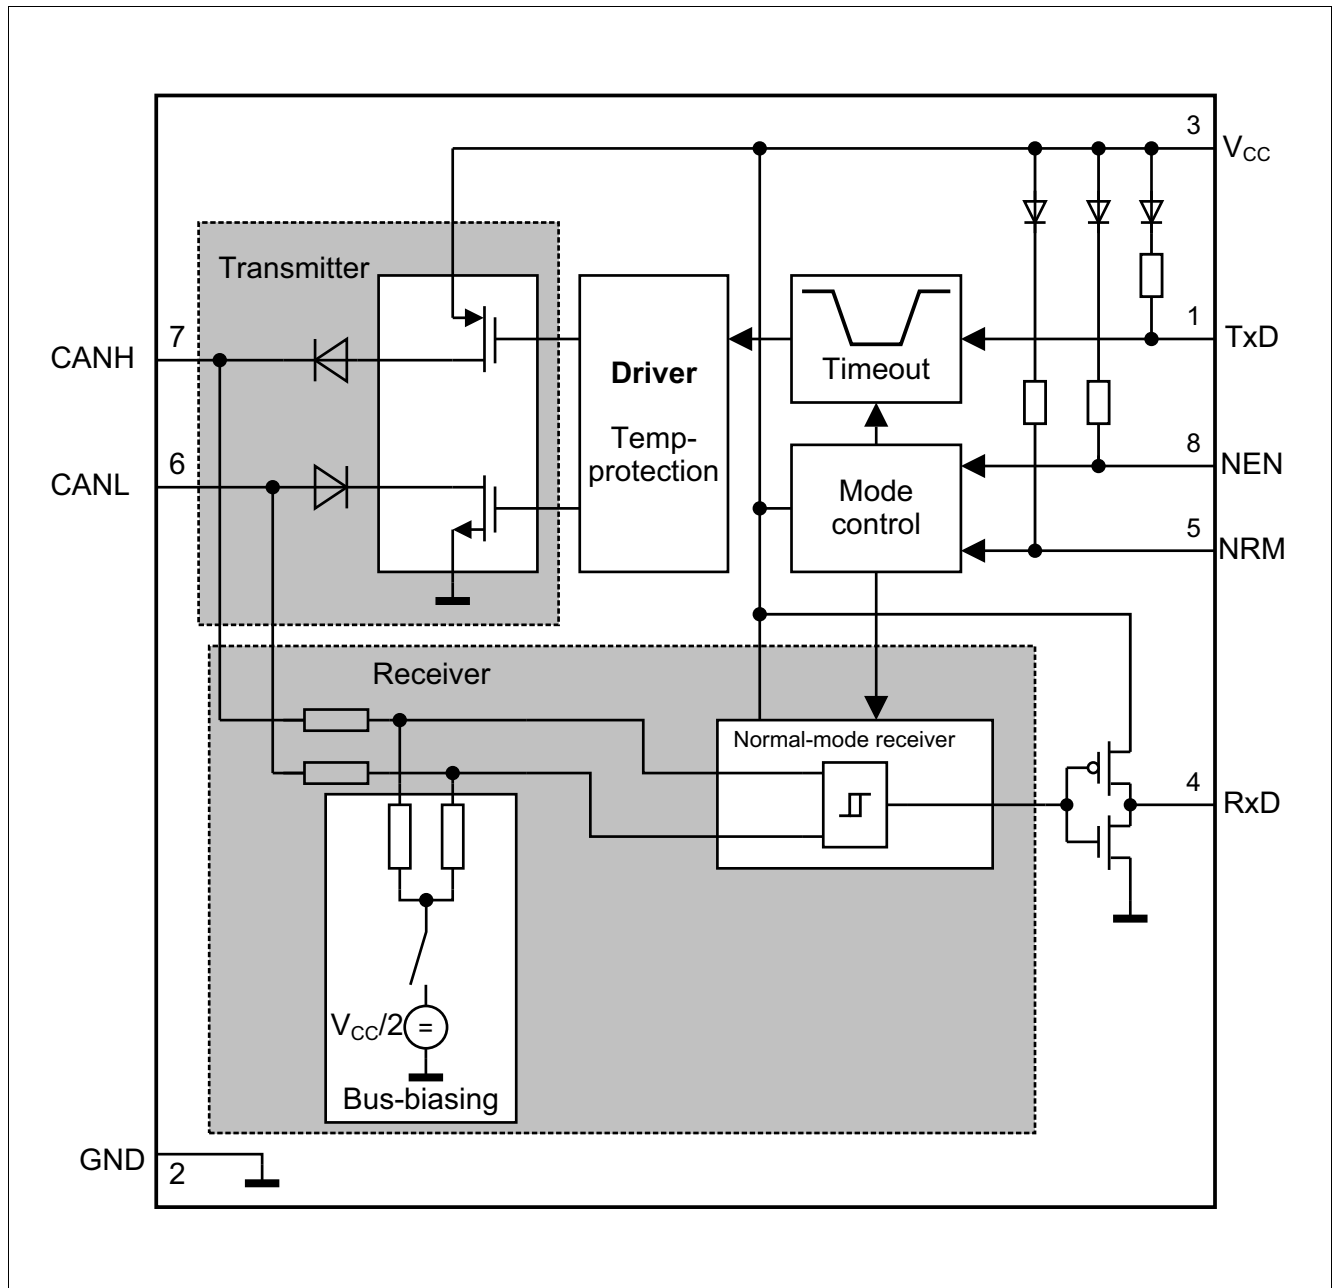 3
VCC
Transmitter
7
CANH
1
TxD
Timeout
Driver
Temp-
protection
6
CANL
8
NEN
Mode
control
5
NRM
Receiver
Normal-mode receiver
4
RxD
VCC/2
=
Bus-biasing
GND
2